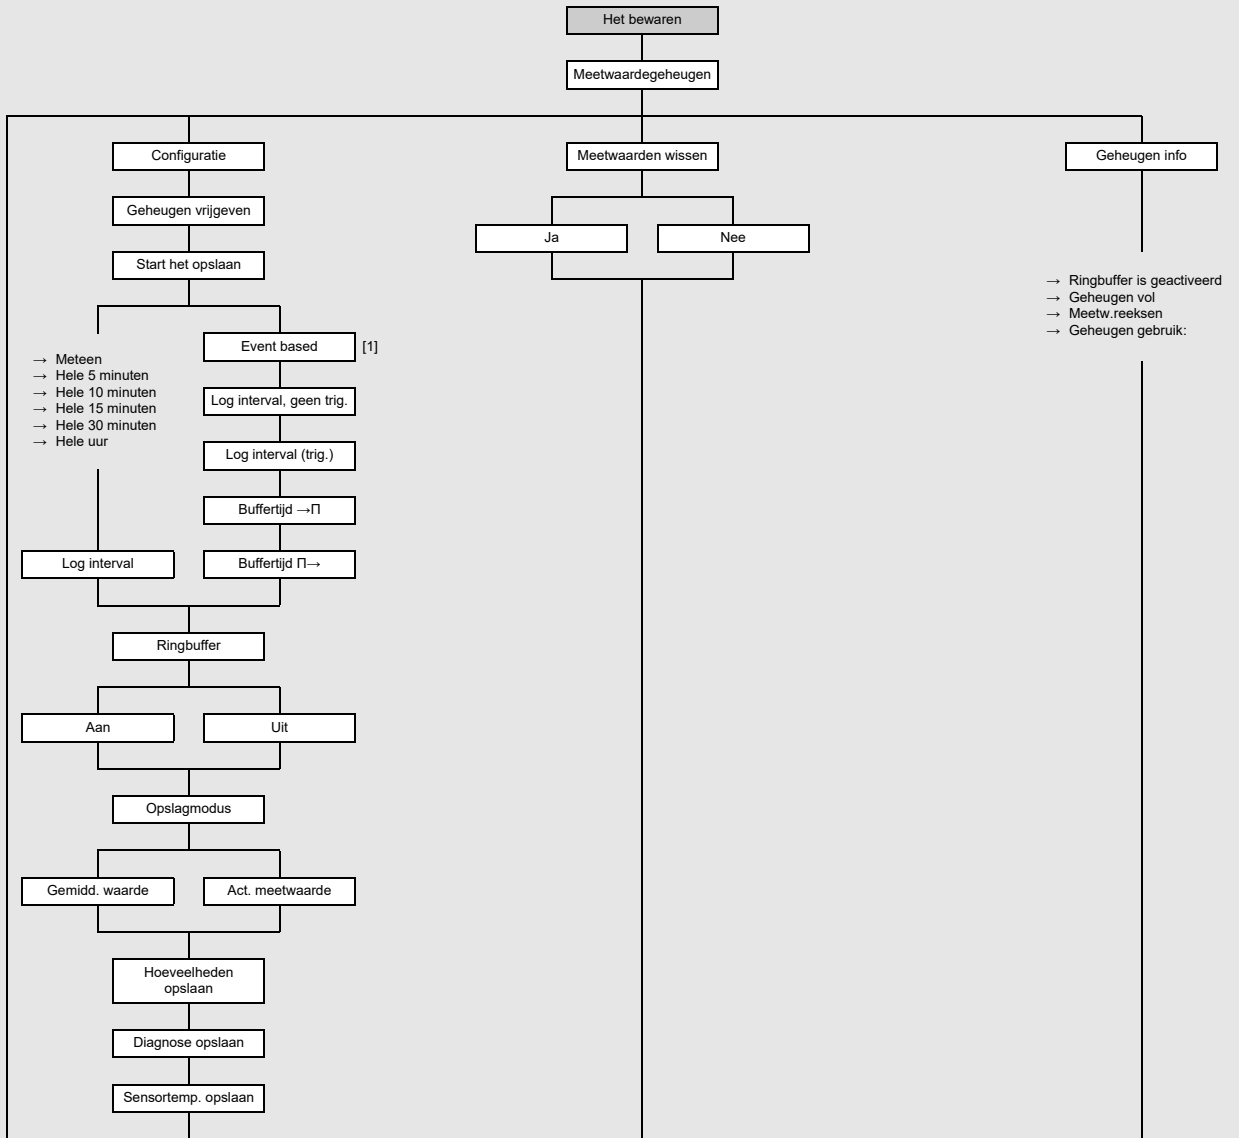 Het bewaren
Meetwaardegeheugen
Configuratie
Meetwaarden wissen
Geheugen info
Geheugen vrijgeven
Ja
Nee
Start het opslaan
→ Ringbuffer is geactiveerd
→ Geheugen vol
→ Meetw.reeksen
→ Geheugen gebruik:
Event based [1]
→ Meteen
→ Hele 5 minuten
→ Hele 10 minuten
→ Hele 15 minuten
→ Hele 30 minuten
→ Hele uur
Log interval, geen trig.
Log interval (trig.)
Buffertijd →Π
Log interval
Buffertijd Π→
Ringbuffer
Aan
Uit
Opslagmodus
Gemidd. waarde
Act. meetwaarde
Hoeveelheden
opslaan
Diagnose opslaan
Sensortemp. opslaan